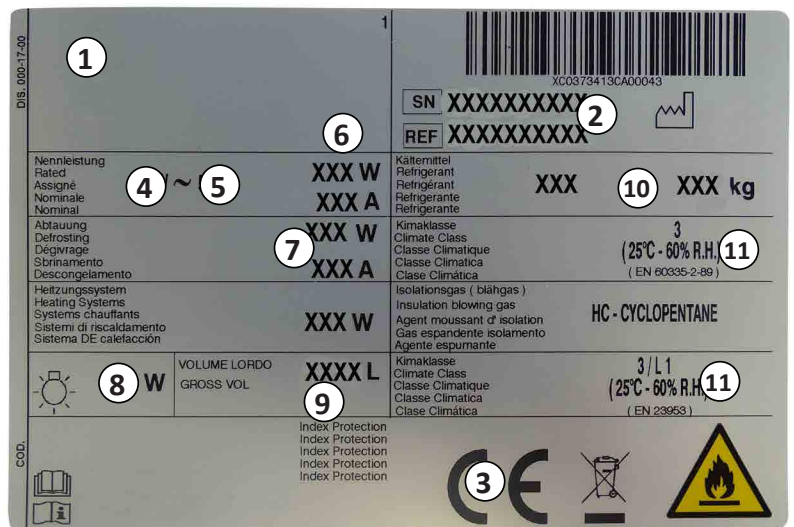 1
DIS. 000-17-00
1
XC0373413CA00043
SN XXXXXXXXXX
2
REF XXXXXXXXXX
6
Nennleistung
Rated
Assigné
Nominale
Nominal
4 ~ 5
XXX W
XXX A
Kältemittel
Refrigerant
Refrigérant
Refrigerante
Refrigerante
XXX 10 XXX kg
Abtauung
Defrosting
Dégivrage
Sbrinamento
Descongelamento
7
XXX W
XXX A
Kimaklasse
Climate Class
Classe Climatique
Classe Climatica
Clase Climática
3
( 25°C - 60% R.H.) 11
( EN 60335-2-89 )
Heitzungssystem
Heating Systems
Systems chauffants
Sistemi di riscaldamento
Sistema DE calefacción
XXX W
Isolationsgas ( blähgas )
Insulation blowing gas
Agent moussant d' isolation
Gas espandente isolamento
Agente espumante
HC - CYCLOPENTANE
8 W
VOLUME LORDO
GROSS VOL
XXXX L
9
Kimaklasse
Climate Class
Classe Climatique
Classe Climatica
Clase Climática
3 / L 1
( 25°C - 60% R.H.) 11
( EN 23953 )
COD.
Index Protection
Index Protection
Index Protection
Index Protection
Index Protection
CE
3
i